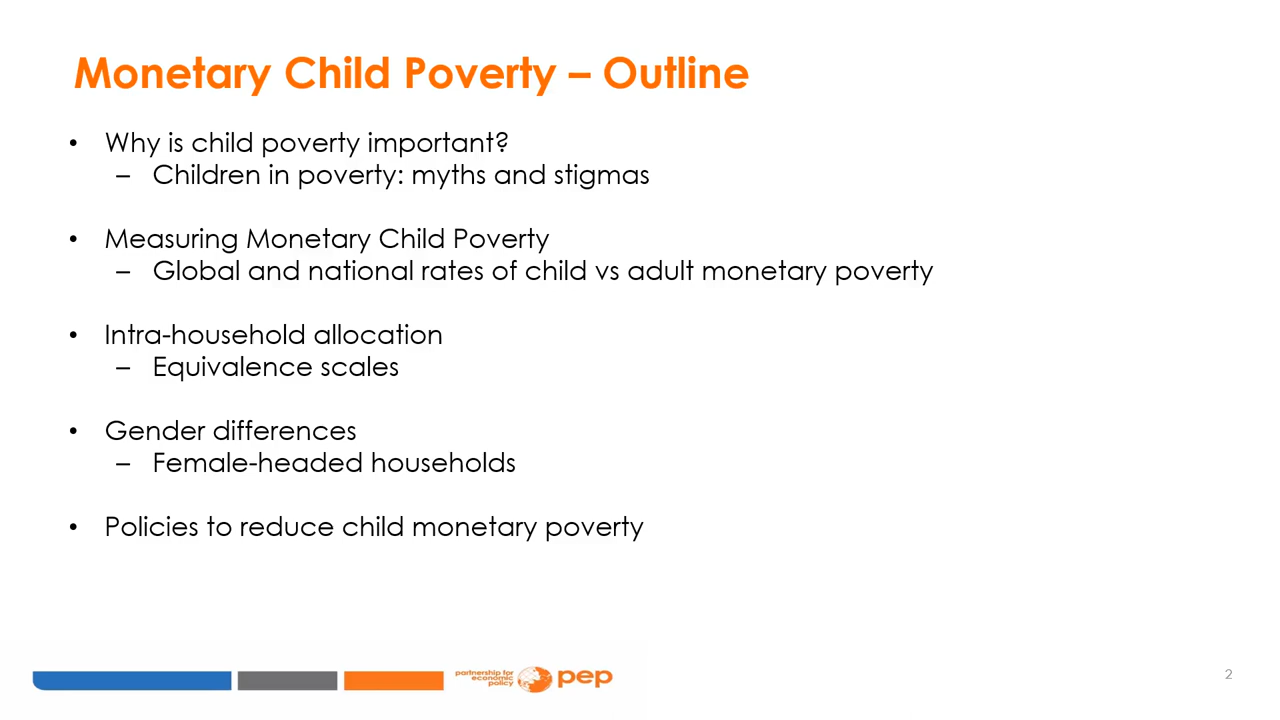 Monetary Child Poverty – Outline
• Why is child poverty important?
– Children in poverty: myths and stigmas
• Measuring Monetary Child Poverty
– Global and national rates of child vs adult monetary poverty
• Intra-household allocation
– Equivalence scales
• Gender differences
– Female-headed households
• Policies to reduce child monetary poverty
partnership for
economic
policy
pep
2